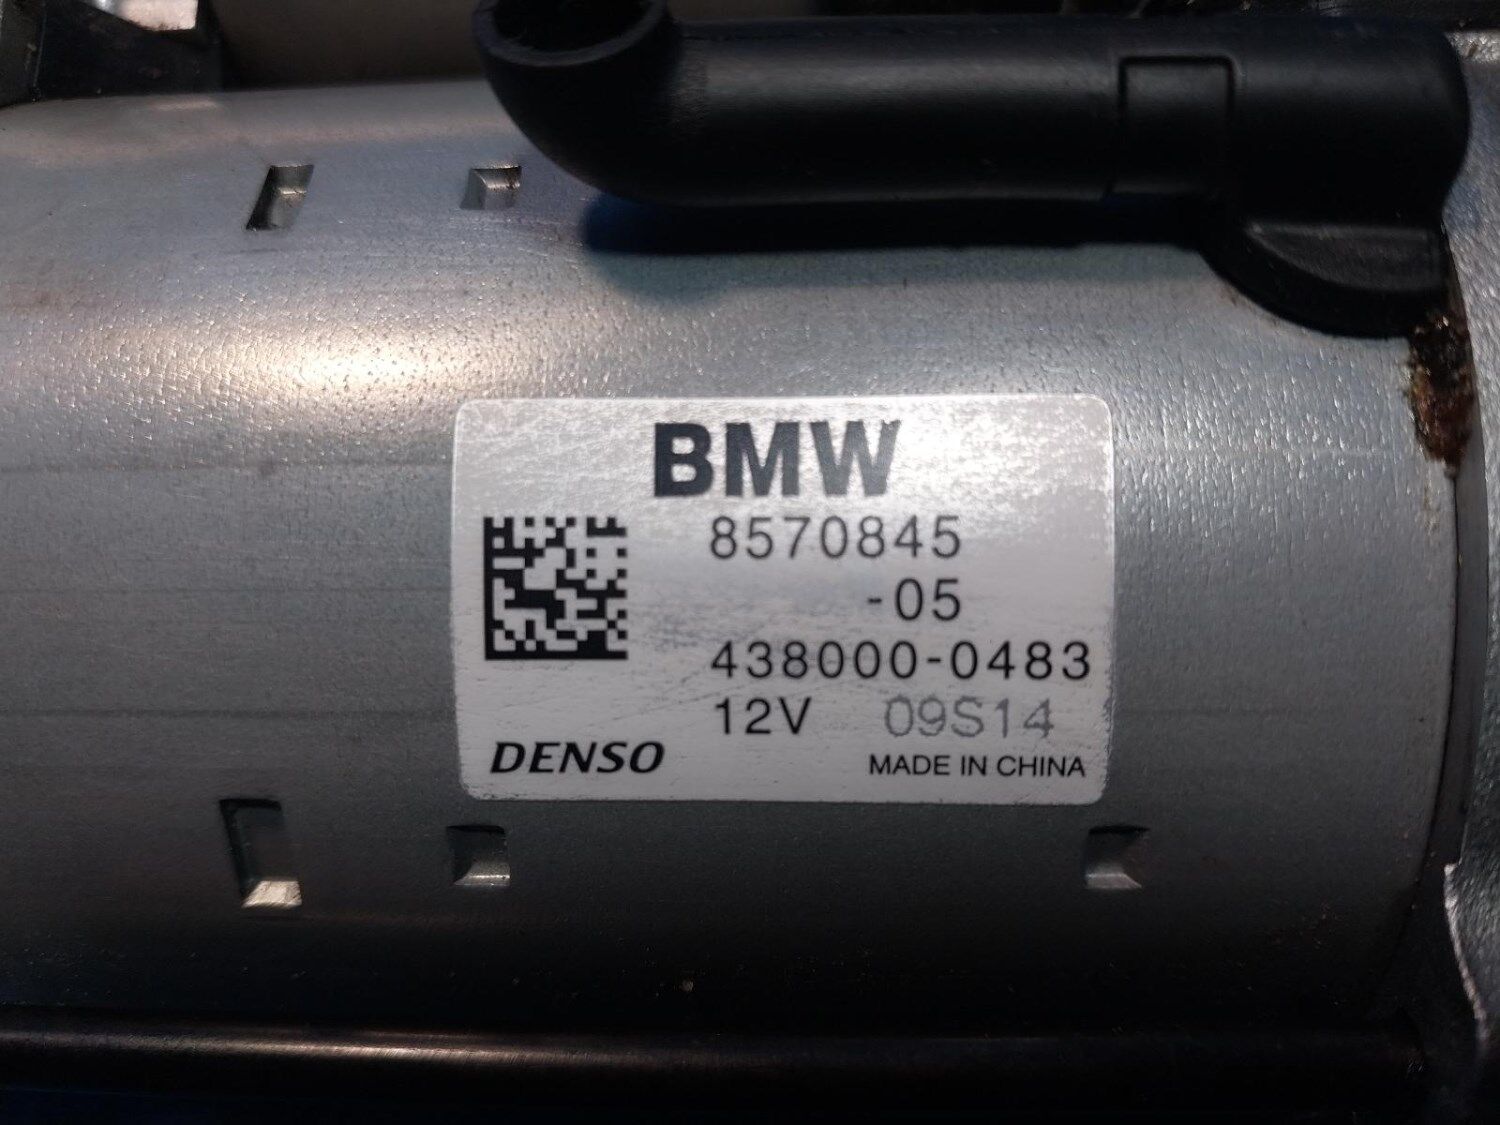 BMW
8570845
-05
438000-0483
12V 09S14
DENSO MADE IN CHINA